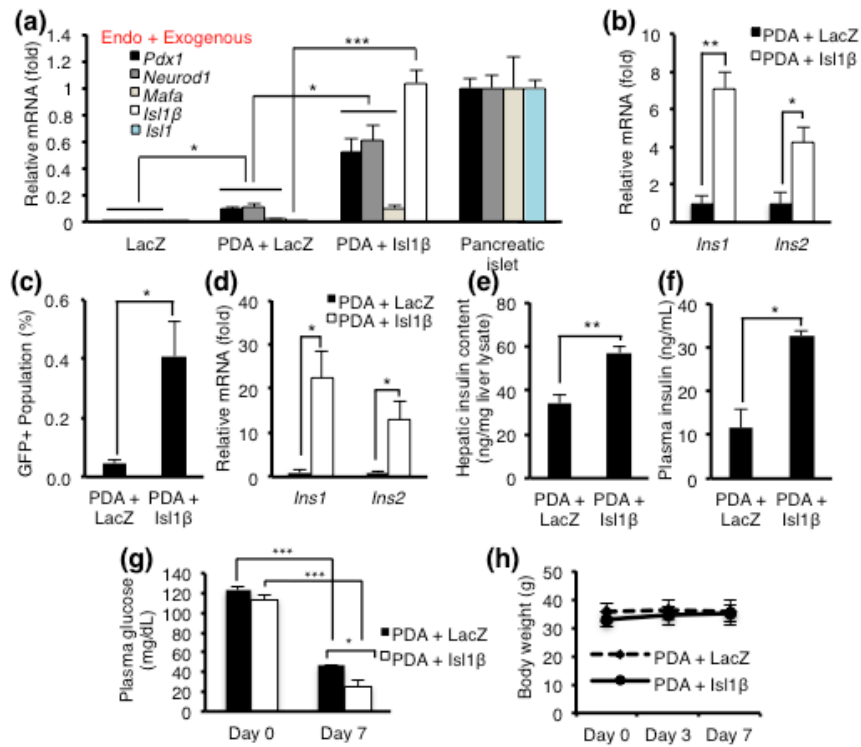 (a)
Endo + Exogenous
Pdx1
Neurod1
Mafa
Isl1β
Isl1
Relative mRNA (fold)
1.4
1.2
1
0.8
0.6
0.4
0.2
0
*
*
***
LacZ
PDA + LacZ
PDA + Isl1β
Pancreatic
islet
(b)
PDA + LacZ
PDA + Isl1β
Relative mRNA (fold)
10
8
6
4
2
0
**
*
Ins1
Ins2
(c)
GFP+ Population (%)
0.6
0.4
0.2
0.0
*
PDA +
LacZ
PDA +
Isl1β
(d)
PDA + LacZ
PDA + Isl1β
Relative mRNA (fold)
40
30
20
10
0
*
*
Ins1
Ins2
(e)
Hepatic insulin content
(ng/mg liver lysate)
80
60
40
20
0
**
PDA +
LacZ
PDA +
Isl1β
(f)
Plasma insulin (ng/mL)
40
30
20
10
0
*
PDA +
LacZ
PDA +
Isl1β
(g)
Plasma glucose
(mg/dL)
140
120
100
80
60
40
20
0
***
***
*
PDA + LacZ
PDA + Isl1β
Day 0
Day 7
(h)
Body weight (g)
50
40
30
20
10
0
PDA + LacZ
PDA + Isl1β
Day 0
Day 3
Day 7